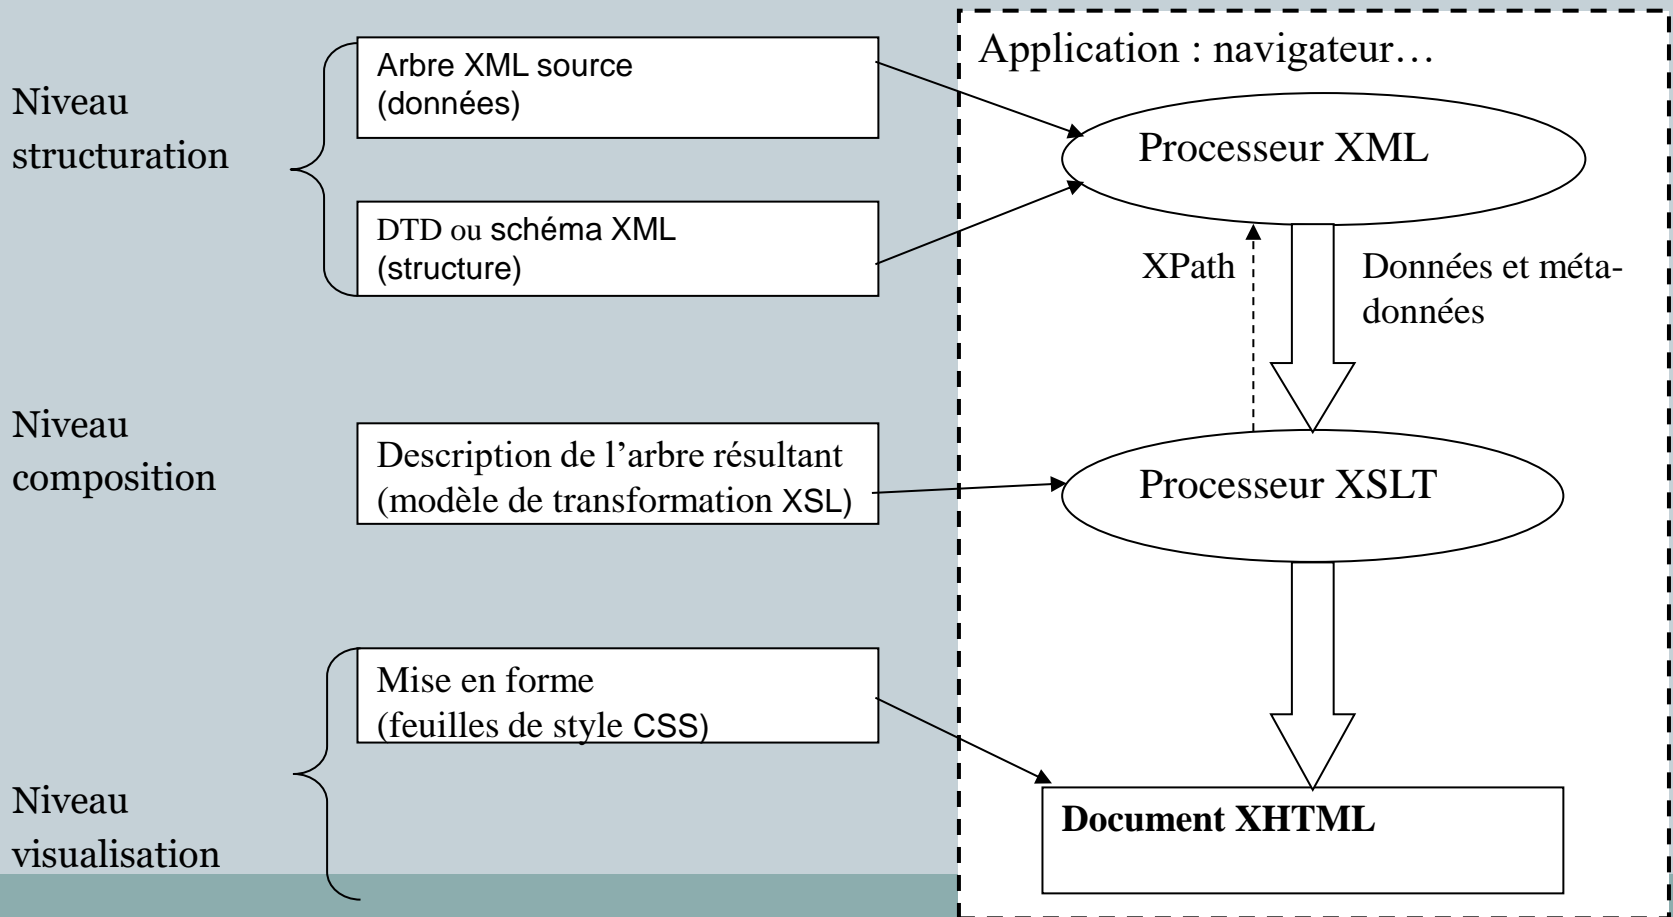 Application : navigateur…
Niveau
structuration
Arbre XML source
(données)
Processeur XML
DTD ou schéma XML
(structure)
XPath
Données et méta-
données
Niveau
composition
Description de l’arbre résultant
(modèle de transformation XSL)
Processeur XSLT
Mise en forme
(feuilles de style CSS)
Niveau
visualisation
Document XHTML